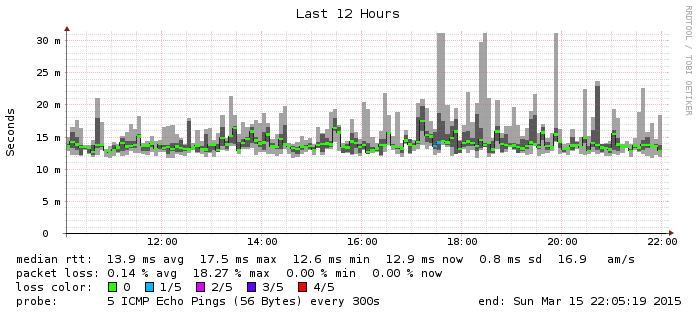 Last 12 Hours
RRDTOOL / TOBI OETIKER
Seconds
30 m
25 m
20 m
15 m
10 m
5 m
0
12:00 14:00 16:00 18:00 20:00 22:00
median rtt: 13.9 ms avg 17.5 ms max 12.6 ms min 12.9 ms now 0.8 ms sd 16.9 am/s
packet loss: 0.14 % avg 18.27 % max 0.00 % min 0.00 % now
loss color: 0 1/5 2/5 3/5 4/5
probe: 5 ICMP Echo Pings (56 Bytes) every 300s end: Sun Mar 15 22:05:19 2015